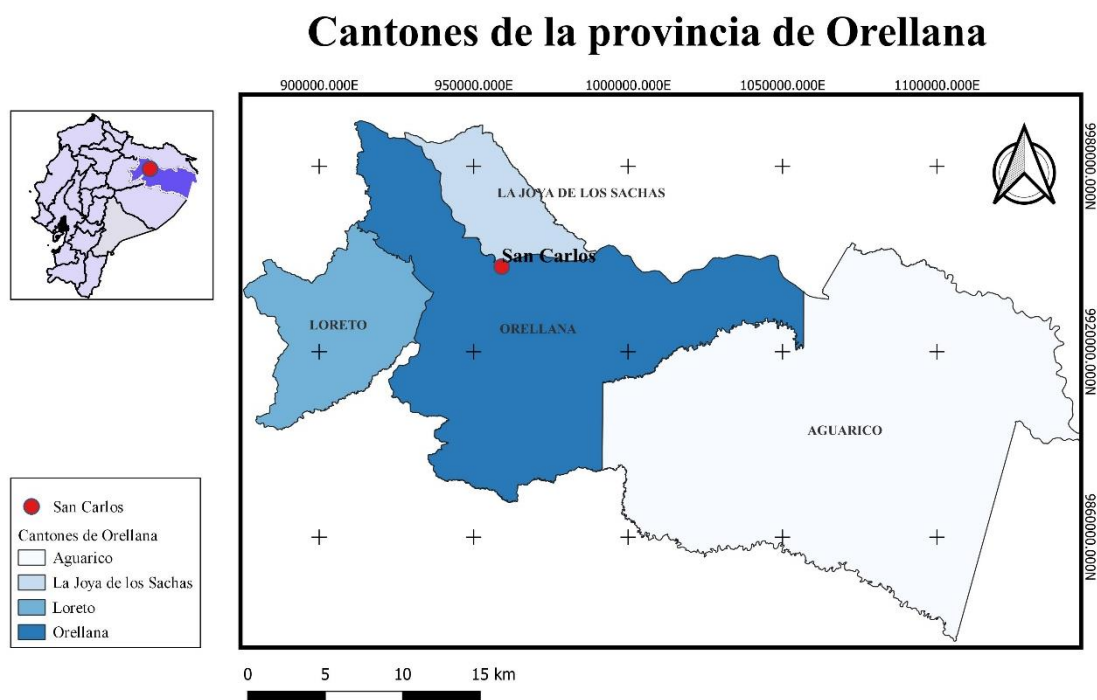 Cantones de la provincia de Orellana
900000.000E 950000.000E 1000000.000E 1050000.000E 1100000.000E
9980000.000N
LA JOYA DE LOS SACHAS
San Carlos
LORETO
ORELLANA
9920000.000N
AGUARICO
9860000.000N
San Carlos
Cantones de Orellana
Aguarico
La Joya de los Sachas
Loreto
Orellana
0 5 10 15 km